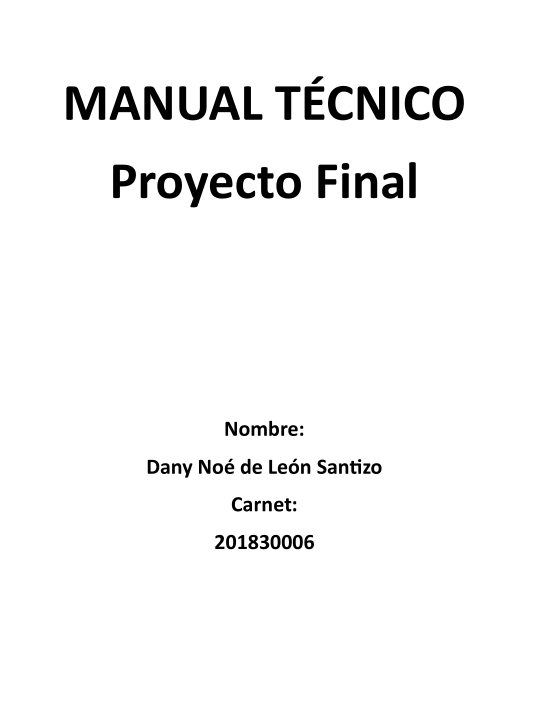 MANUAL TÉCNICO
Proyecto Final
Nombre:
Dany Noé de León Santizo
Carnet:
201830006